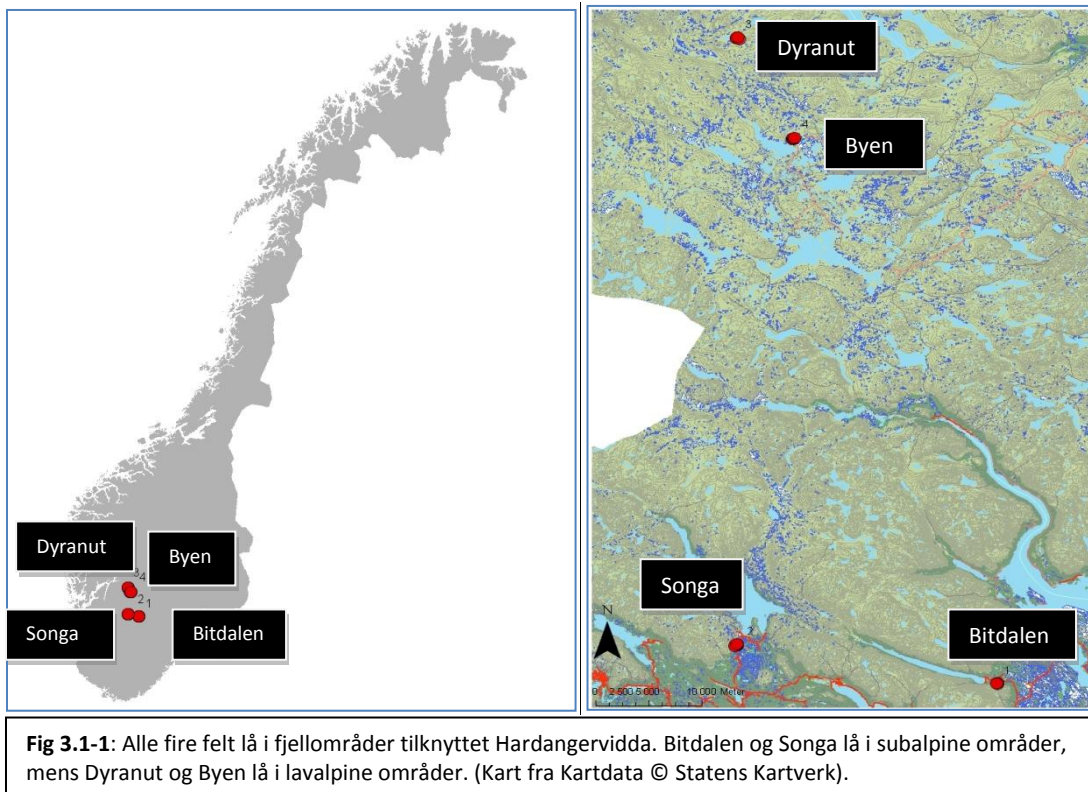 Dyranut
Byen
3
4
2
1
Songa
Bitdalen
3
Dyranut
4
Byen
Songa
N
2
Bitdalen
1
0 2 500 5 000 10 000 Meter
Fig 3.1-1: Alle fire felt lå i fjellområder tilknyttet Hardangervidda. Bitdalen og Songa lå i subalpine områder,
mens Dyranut og Byen lå i lavalpine områder. (Kart fra Kartdata © Statens Kartverk).